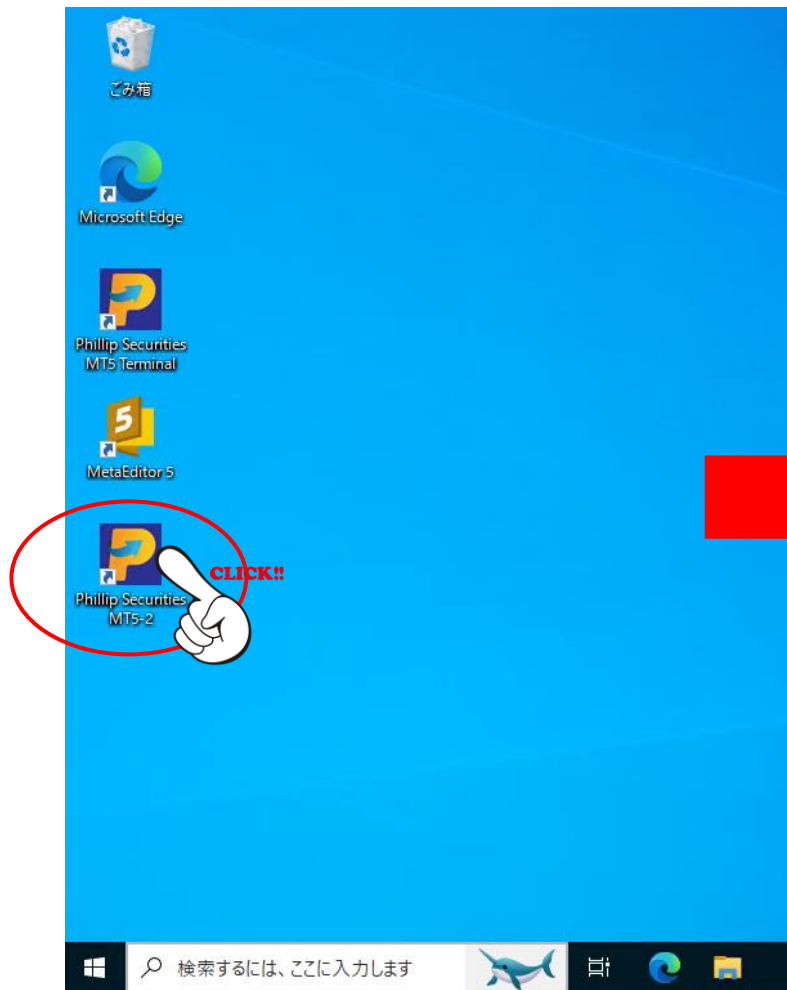 ごみ箱
Microsoft Edge
Phillip Securities
MT5 Terminal
5
MetaEditor 5
CLICK!!
Phillip Securities
MT5-2
検索するには、ここに入力します